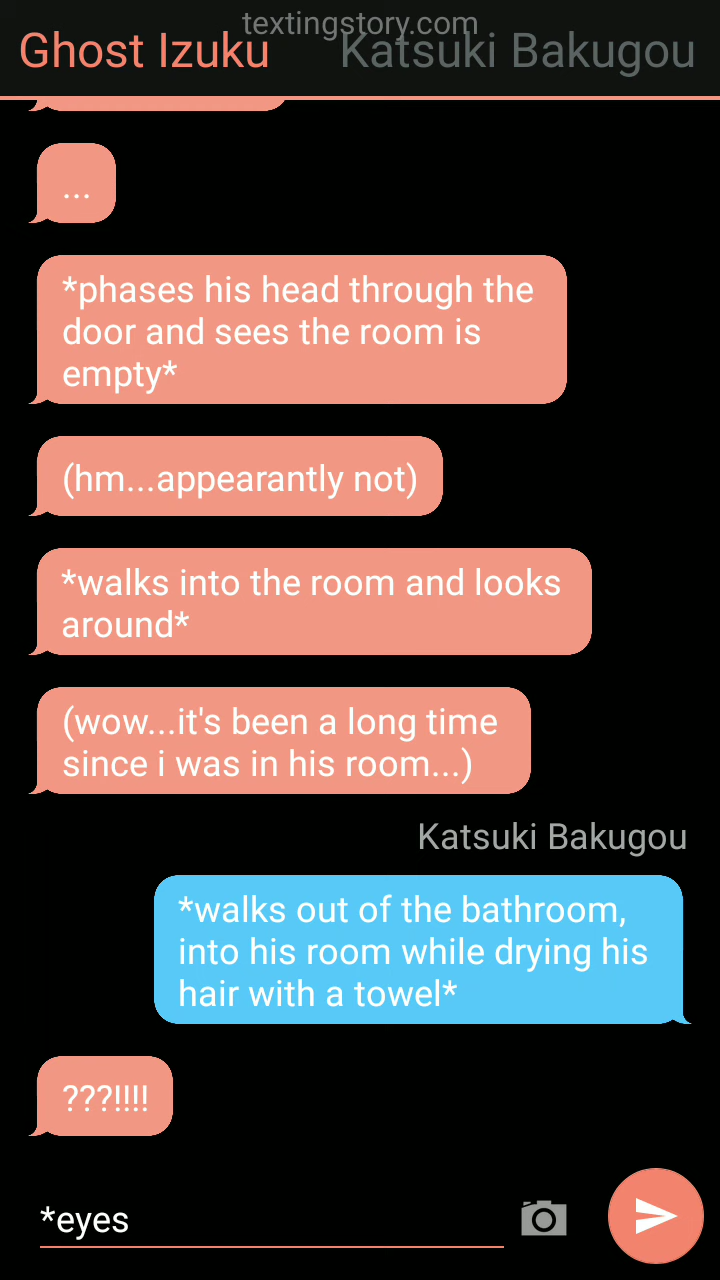 textingstory.com
Ghost Izuku
Katsuki Bakugou
...
*phases his head through the
door and sees the room is
empty*
(hm...appearantly not)
*walks into the room and looks
around*
(wow...it's been a long time
since i was in his room...)
Katsuki Bakugou
*walks out of the bathroom,
into his room while drying his
hair with a towel*
???!!!!
*eyes